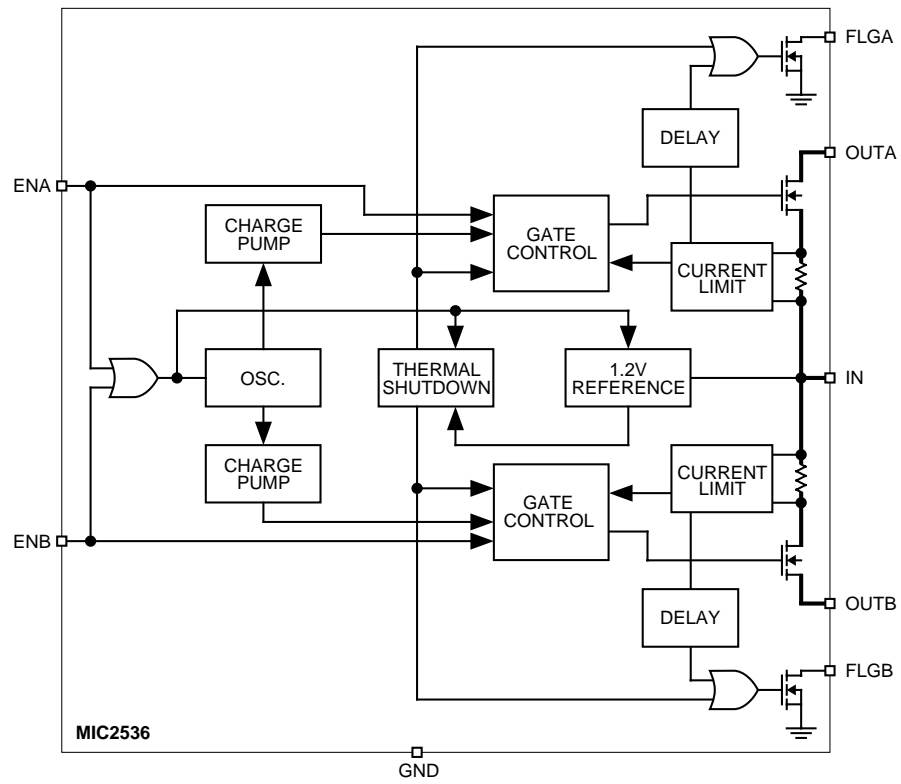 FLGA
DELAY
OUTA
ENA
CHARGE
PUMP
GATE
CONTROL
CURRENT
LIMIT
OSC.
THERMAL
SHUTDOWN
1.2V
REFERENCE
IN
CHARGE
PUMP
GATE
CONTROL
CURRENT
LIMIT
ENB
OUTB
DELAY
FLGB
MIC2536
GND